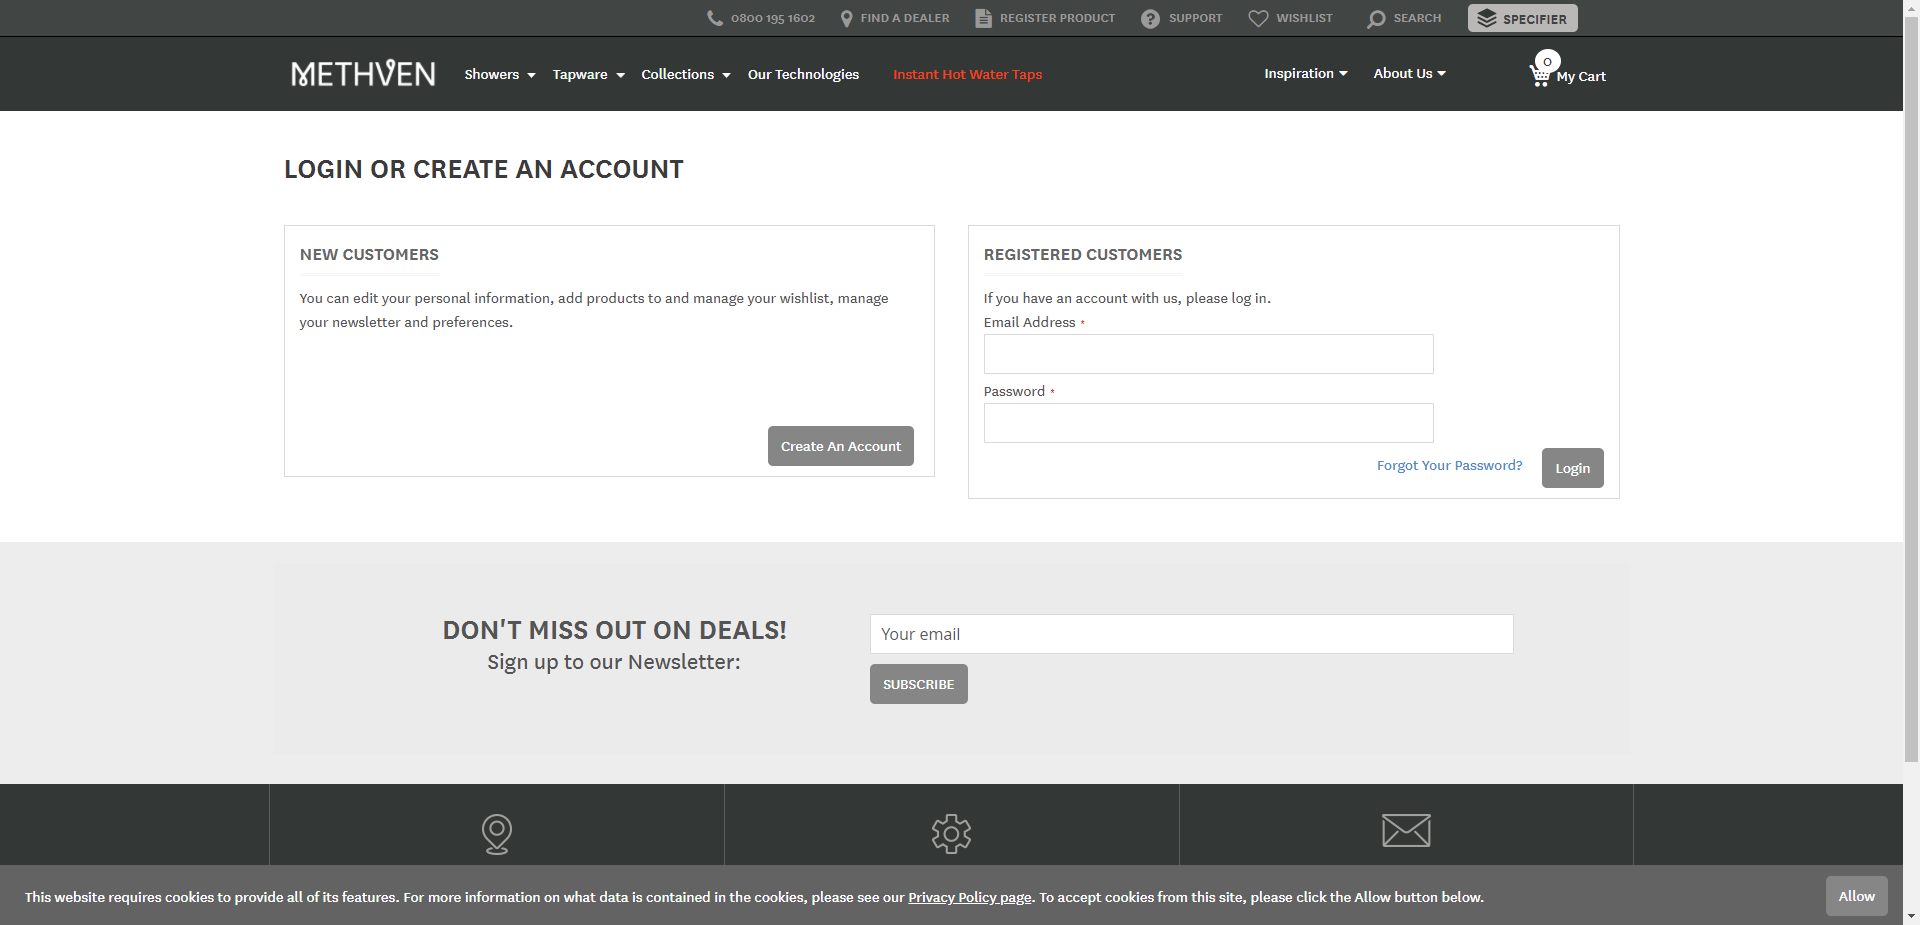 0800 195 1602
FIND A DEALER
REGISTER PRODUCT
SUPPORT
WISHLIST
SEARCH
SPECIFIER
METHVEN
Showers
Tapware
Collections
Our Technologies
Instant Hot Water Taps
Inspiration
About Us
0
My Cart
LOGIN OR CREATE AN ACCOUNT
NEW CUSTOMERS
You can edit your personal information, add products to and manage your wishlist, manage
your newsletter and preferences.
Create An Account
REGISTERED CUSTOMERS
If you have an account with us, please log in.
Email Address *
Password *
Forgot Your Password?
Login
DON'T MISS OUT ON DEALS!
Sign up to our Newsletter:
Your email
SUBSCRIBE
This website requires cookies to provide all of its features. For more information on what data is contained in the cookies, please see our Privacy Policy page. To accept cookies from this site, please click the Allow button below.
Allow